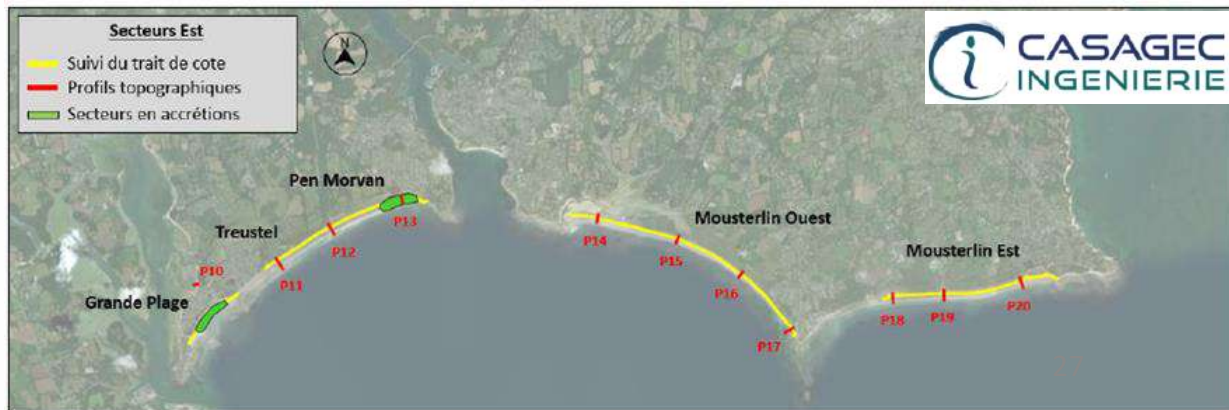 Secteurs Est
Suivi du trait de cote
Profils topographiques
Secteurs en accrétions
N
CASAGEC
INGENIERIE
Pen Morvan
P13
Treustel
P12
P10
P11
Grande Plage
Mousterlin Ouest
P14
P15
P16
P17
Mousterlin Est
P18
P19
P20